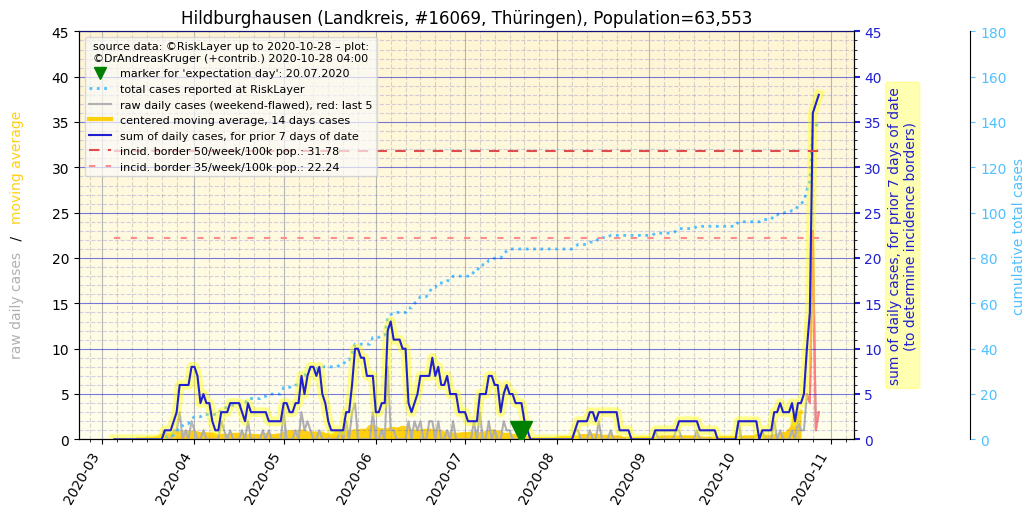 Hildburghausen (Landkreis, #16069, Thüringen), Population=63,553
source data: ©RiskLayer up to 2020-10-28 – plot:
©DrAndreasKruger (+contrib.) 2020-10-28 04:00
marker for 'expectation day': 20.07.2020
total cases reported at RiskLayer
raw daily cases (weekend-flawed), red: last 5
centered moving average, 14 days cases
sum of daily cases, for prior 7 days of date
incid. border 50/week/100k pop.: 31.78
incid. border 35/week/100k pop.: 22.24
raw daily cases / moving average
45
40
35
30
25
20
15
10
5
0
2020-03
2020-04
2020-05
2020-06
2020-07
2020-08
2020-09
2020-10
2020-11
45
40
35
30
25
20
15
10
5
0
sum of daily cases, for prior 7 days of date
(to determine incidence borders)
180
160
140
120
100
80
60
40
20
0
cumulative total cases